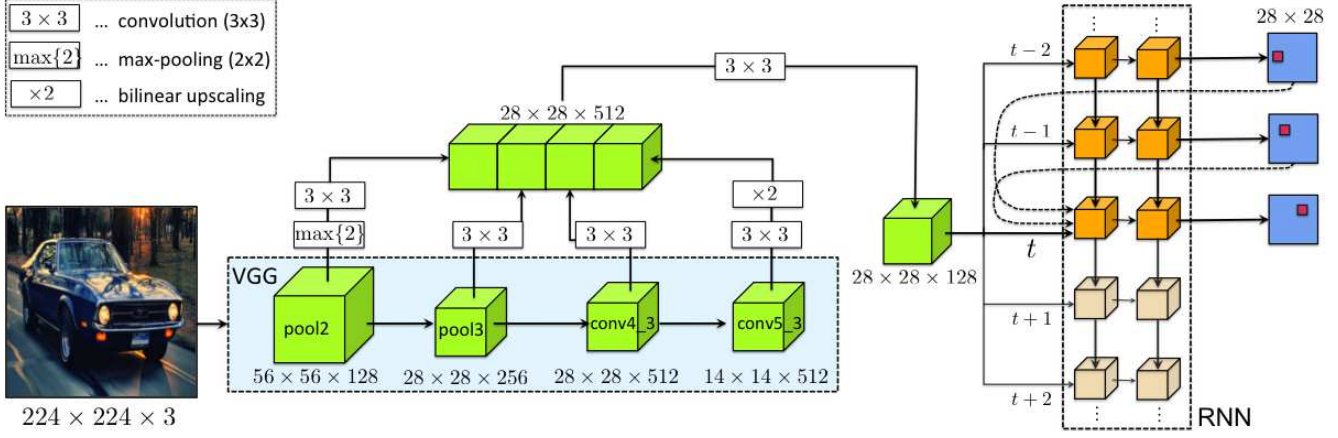 3 × 3 ... convolution (3x3)
max{2} ... max-pooling (2x2)
×2 ... bilinear upscaling
28 × 28 × 512
3 × 3
3 × 3
max{2}
3 × 3
3 × 3
×2
3 × 3
VGG
pool2
pool3
conv4_3
conv5_3
56 × 56 × 128
28 × 28 × 256
28 × 28 × 512
14 × 14 × 512
224 × 224 × 3
28 × 28 × 128
t − 2
t − 1
t
t + 1
t + 2
⋮ ⋮
⋮ ⋮
RNN
28 × 28